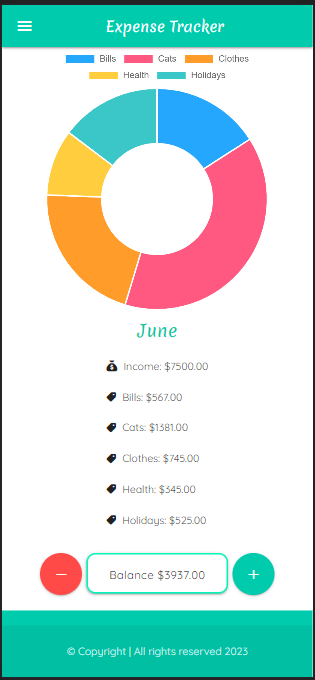 Expense Tracker
Bills Cats Clothes
Health Holidays
June
Income: $7500.00
Bills: $567.00
Cats: $1381.00
Clothes: $745.00
Health: $345.00
Holidays: $525.00
− Balance $3937.00 +
© Copyright | All rights reserved 2023